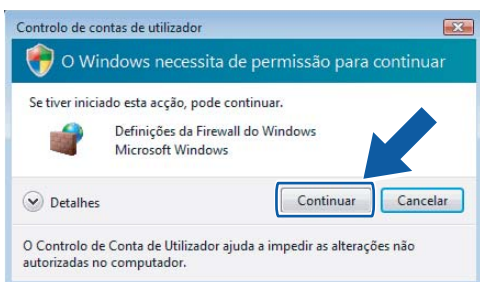 Controlo de contas de utilizador
O Windows necessita de permissão para continuar
Se tiver iniciado esta acção, pode continuar.
Definições da Firewall do Windows
Microsoft Windows
Detalhes
Continuar
Cancelar
O Controlo de Conta de Utilizador ajuda a impedir as alterações não
autorizadas no computador.